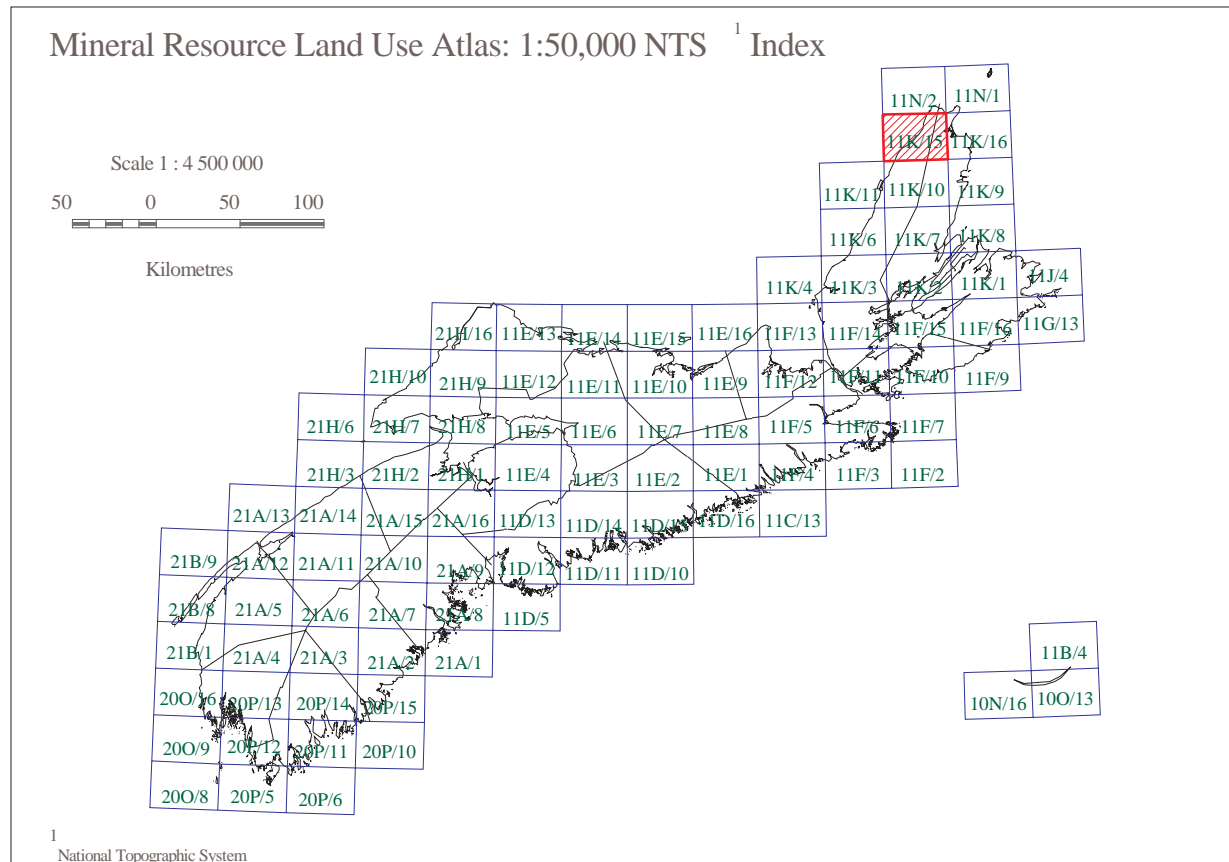 Mineral Resource Land Use Atlas: 1:50,000 NTS 1 Index
11N/2 11N/1
Scale 1 : 4 500 000
11K/15 11K/16
50 0 50 100
11K/11 11K/10 11K/9
Kilometres
11K/6 11K/7 11K/8
11K/4 11K/3 11K/2 11K/1 11J/4
21H/16 11E/13 11E/14 11E/15 11E/16 11F/13 11F/14 11F/15 11F/16 11G/13
21H/10 21H/9 11E/12 11E/11 11E/10 11E/9 11F/12 11F/11 11F/10 11F/9
21H/6 21H/7 21H/8 11E/5 11E/6 11E/7 11E/8 11F/5 11F/6 11F/7
21H/3 21H/2 21H/1 11E/4 11E/3 11E/2 11E/1 11F/4 11F/3 11F/2
21A/13 21A/14 21A/15 21A/16 11D/13 11D/14 11D/15 11D/16 11C/13
21B/9 21A/12 21A/11 21A/10 21A/9 11D/12 11D/11 11D/10
21B/8 21A/5 21A/6 21A/7 21A/8 11D/5
21B/1 21A/4 21A/3 21A/2 21A/1 11B/4
20O/16 20P/13 20P/14 20P/15 10N/16 10O/13
20O/9 20P/12 20P/11 20P/10
20O/8 20P/5 20P/6
1
National Topographic System